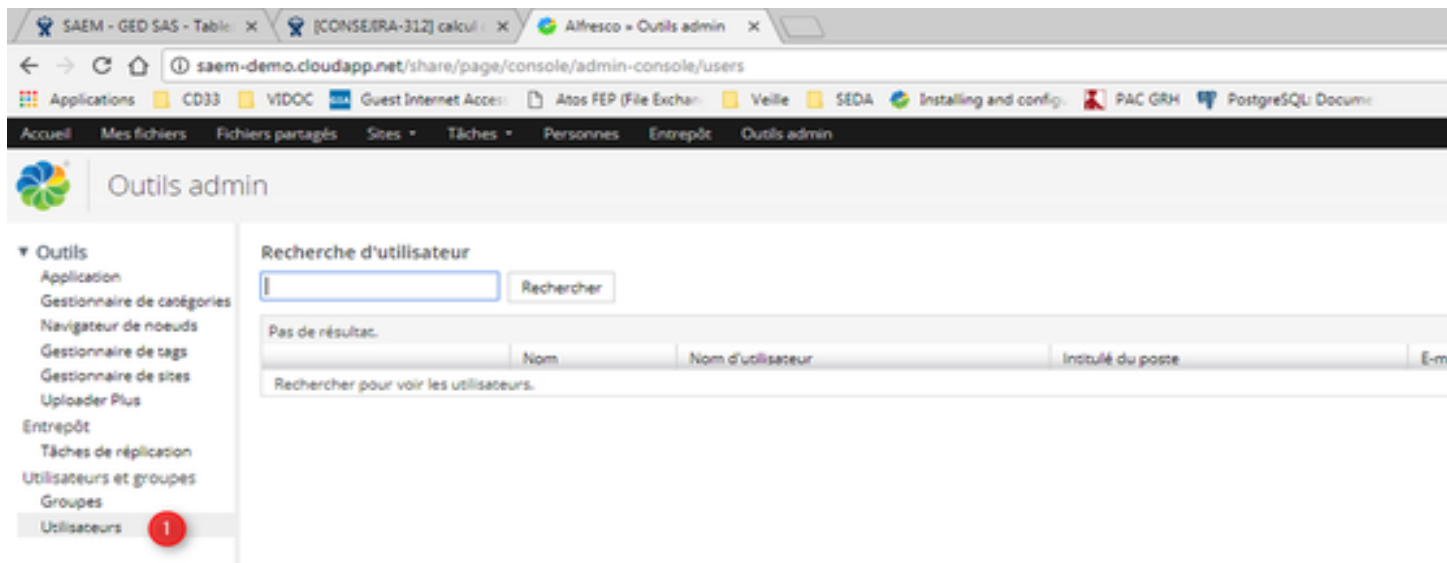 SAEM - GED SAS - Table [CONSEJIRA-312] calcul Alfresco » Outils admin
saem-demo.cloudapp.net/share/page/console/admin-console/users
Applications CD33 VIDOC Guest Internet Acces Atos FEP (File Exchan Veille SEDA Installing and config. PAC GRH PostgreSQL: Docume
Accueil Mes fichiers Fichiers partagés Sites Tâches Personnes Entrepôt Outils admin
Outils admin
Outils
Application
Gestionnaire de catégories
Navigateur de noeuds
Gestionnaire de tags
Gestionnaire de sites
Uploader Plus
Entrepôt
Tâches de réplication
Utilisateurs et groupes
Groupes
Utilisateurs 1
Recherche d'utilisateur
Rechercher
Pas de résultat.
Nom Nom d'utilisateur Intitulé du poste E-m
Rechercher pour voir les utilisateurs.